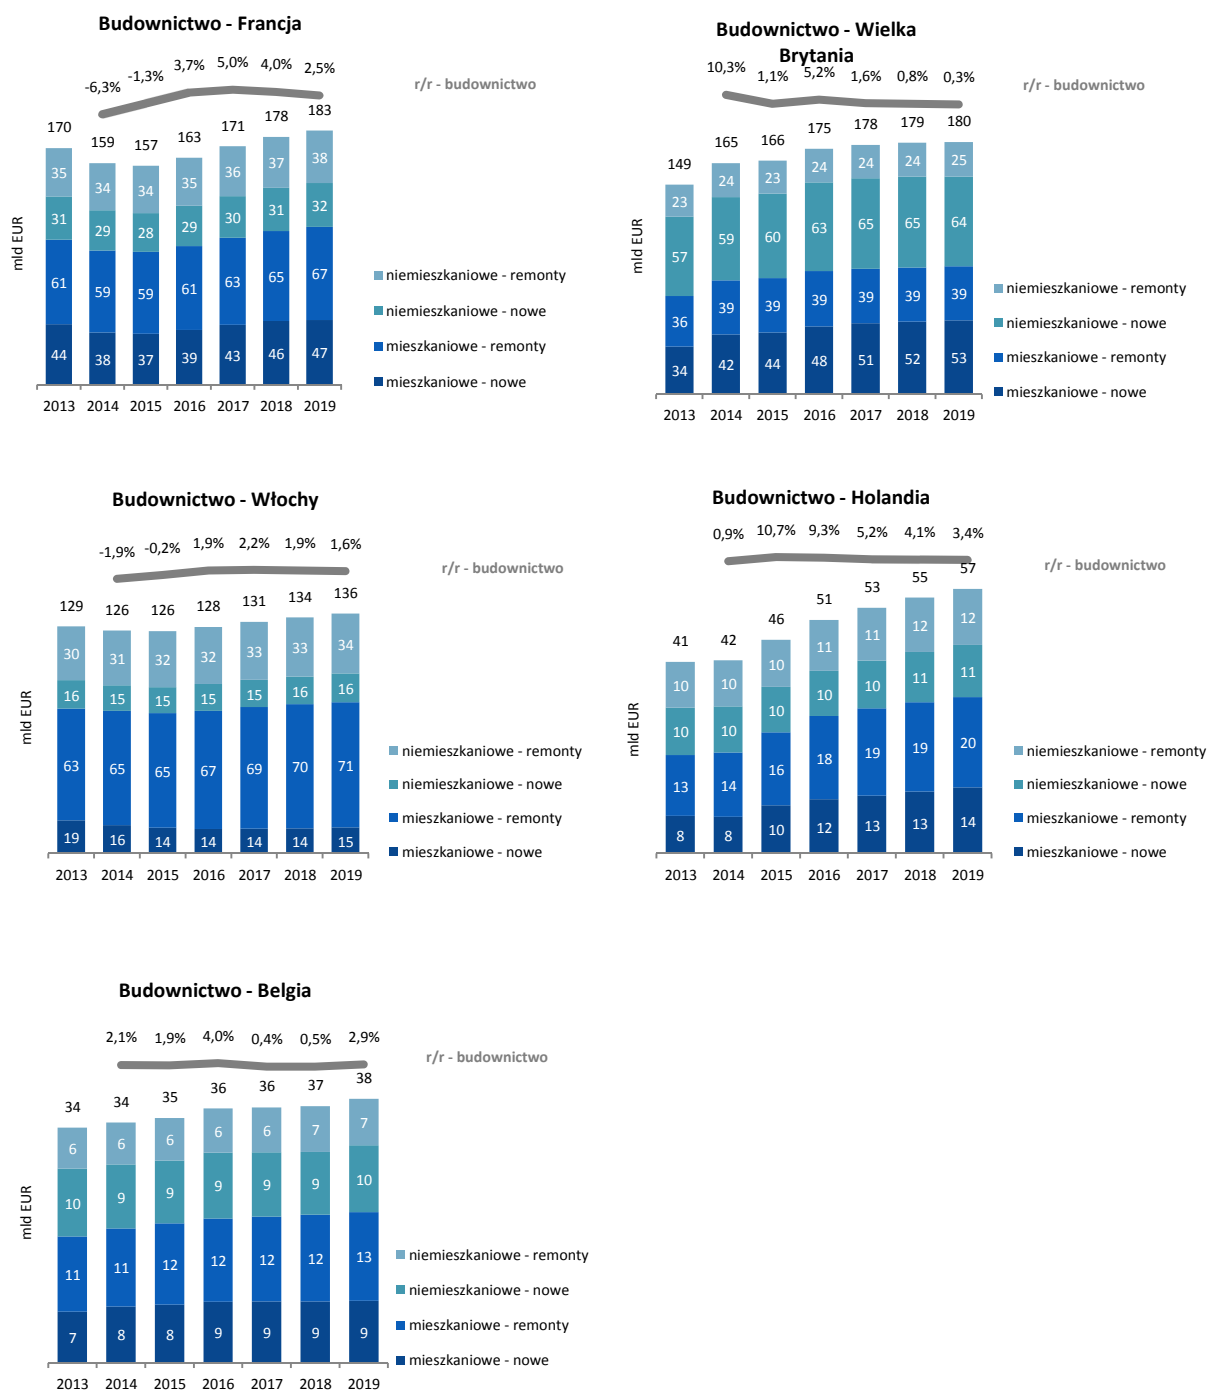 Budownictwo - Francja
-6,3% -1,3% 3,7% 5,0% 4,0% 2,5%
r/r - budownictwo
170 159 157 163 171 178 183
35 34 34 35 36 37 38
31 29 28 29 30 31 32
61 59 59 61 63 65 67
44 38 37 39 43 46 47
mld EUR
2013 2014 2015 2016 2017 2018 2019
niemieszkaniowe - remonty
niemieszkaniowe - nowe
mieszkaniowe - remonty
mieszkaniowe - nowe
Budownictwo - Wielka
Brytania
10,3% 1,1% 5,2% 1,6% 0,8% 0,3%
r/r - budownictwo
149 165 166 175 178 179 180
23 24 23 24 24 24 25
57 59 60 63 65 65 64
36 39 39 39 39 39 39
34 42 44 48 51 52 53
mld EUR
2013 2014 2015 2016 2017 2018 2019
niemieszkaniowe - remonty
niemieszkaniowe - nowe
mieszkaniowe - remonty
mieszkaniowe - nowe
Budownictwo - Włochy
-1,9% -0,2% 1,9% 2,2% 1,9% 1,6%
r/r - budownictwo
129 126 126 128 131 134 136
30 31 32 32 33 33 34
16 15 15 15 15 16 16
63 65 65 67 69 70 71
19 16 14 14 14 14 15
mld EUR
2013 2014 2015 2016 2017 2018 2019
niemieszkaniowe - remonty
niemieszkaniowe - nowe
mieszkaniowe - remonty
mieszkaniowe - nowe
Budownictwo - Holandia
0,9% 10,7% 9,3% 5,2% 4,1% 3,4%
r/r - budownictwo
41 42 46 51 53 55 57
10 10 10 11 11 12 12
10 10 10 10 10 11 11
13 14 16 18 19 19 20
8 8 10 12 13 13 14
mld EUR
2013 2014 2015 2016 2017 2018 2019
niemieszkaniowe - remonty
niemieszkaniowe - nowe
mieszkaniowe - remonty
mieszkaniowe - nowe
Budownictwo - Belgia
2,1% 1,9% 4,0% 0,4% 0,5% 2,9%
r/r - budownictwo
34 34 35 36 36 37 38
6 6 6 6 6 7 7
10 9 9 9 9 9 10
11 11 12 12 12 12 13
7 8 8 9 9 9 9
mld EUR
2013 2014 2015 2016 2017 2018 2019
niemieszkaniowe - remonty
niemieszkaniowe - nowe
mieszkaniowe - remonty
mieszkaniowe - nowe